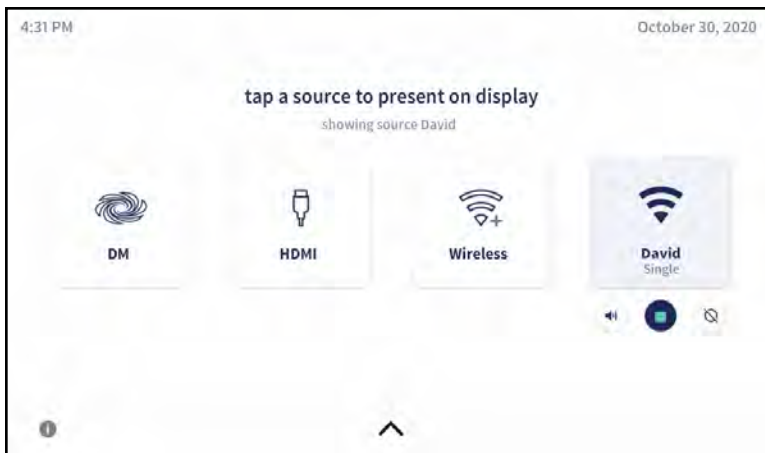 4:31 PM
October 30, 2020
tap a source to present on display
showing source David
DM
HDMI
Wireless
David
Single